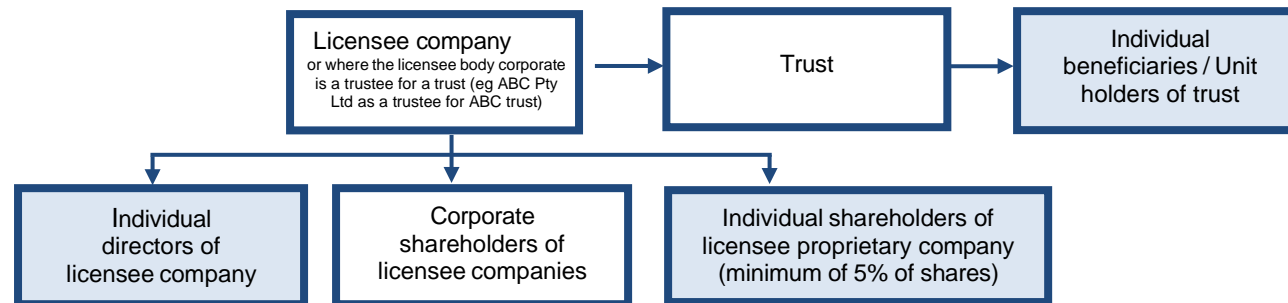 Licensee company
or where the licensee body corporate
is a trustee for a trust (eg ABC Pty
Ltd as a trustee for ABC trust)
Trust
Individual
beneficiaries / Unit
holders of trust
Individual
directors of
licensee company
Corporate
shareholders of
licensee companies
Individual shareholders of
licensee proprietary company
(minimum of 5% of shares)